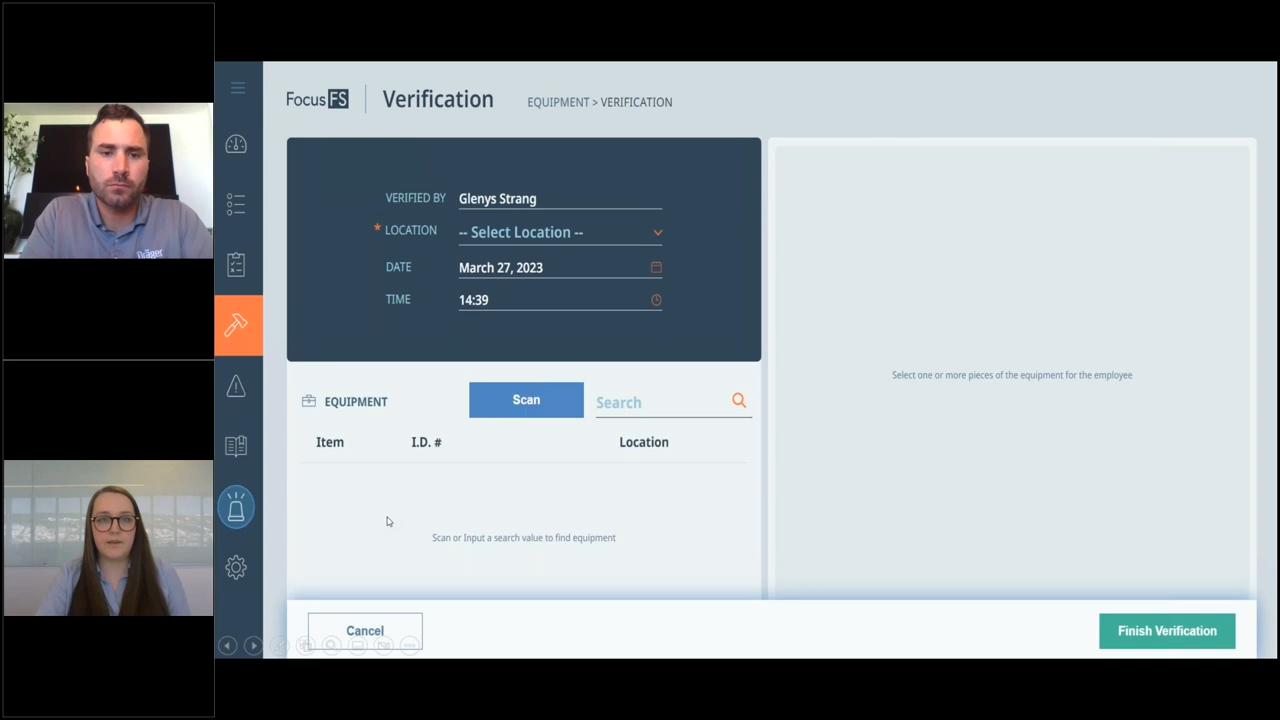 Dräger
Focus FS
Verification
EQUIPMENT > VERIFICATION
VERIFIED BY Glenys Strang
* LOCATION -- Select Location --
DATE March 27, 2023
TIME 14:39
EQUIPMENT
Scan
Search
Item I.D. # Location
Scan or Input a search value to find equipment
Select one or more pieces of the equipment for the employee
Cancel
Finish Verification